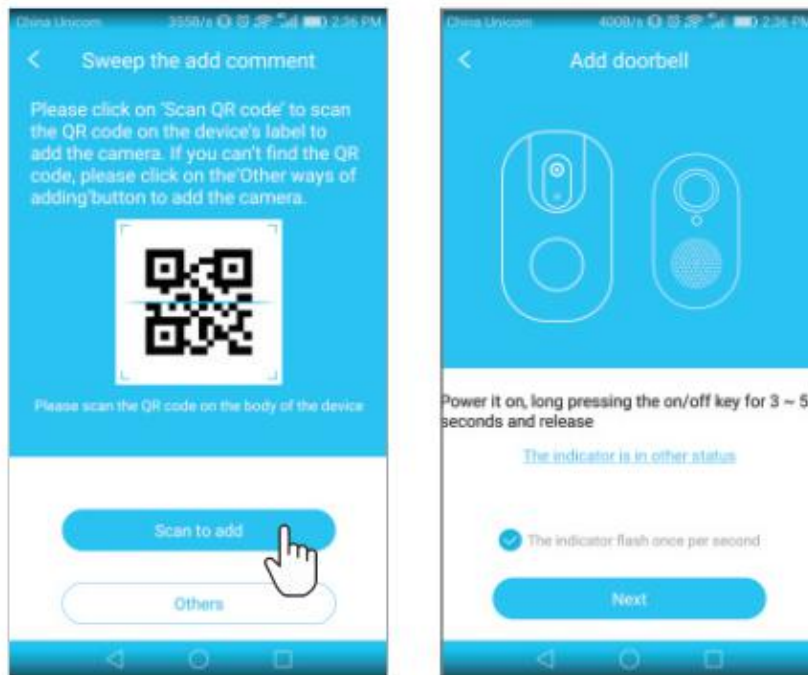 China Unicom 355B/s 2:36 PM
Sweep the add comment
Please click on 'Scan QR code' to scan
the QR code on the device's label to
add the camera. If you can't find the QR
code, please click on the'Other ways of
adding'button to add the camera.
Please scan the QR code on the body of the device
Scan to add
Others
China Unicom 400B/s 2:36 PM
Add doorbell
Power it on, long pressing the on/off key for 3 ~ 5
seconds and release
The indicator is in other status
The indicator flash once per second
Next